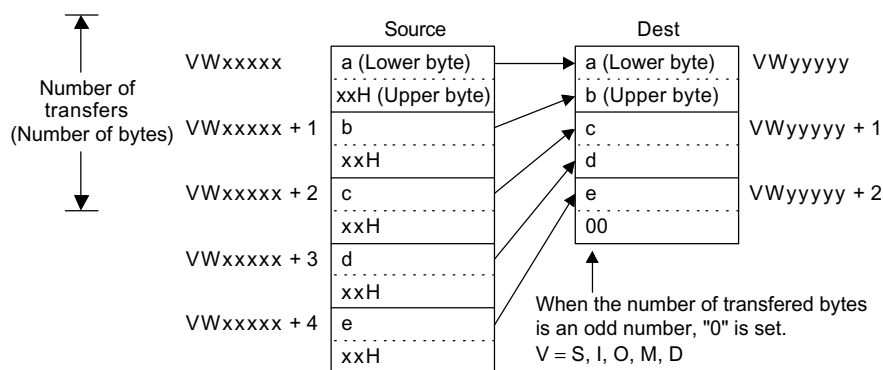 Source
Dest
VWxxxxx
a (Lower byte)
a (Lower byte)
VWyyyyy
xxH (Upper byte)
b (Upper byte)
Number of
transfers
(Number of bytes)
VWxxxxx + 1
b
c
VWyyyyy + 1
xxH
d
VWxxxxx + 2
c
e
VWyyyyy + 2
xxH
00
VWxxxxx + 3
d
xxH
VWxxxxx + 4
e
xxH
When the number of transfered bytes
is an odd number, "0" is set.
V = S, I, O, M, D